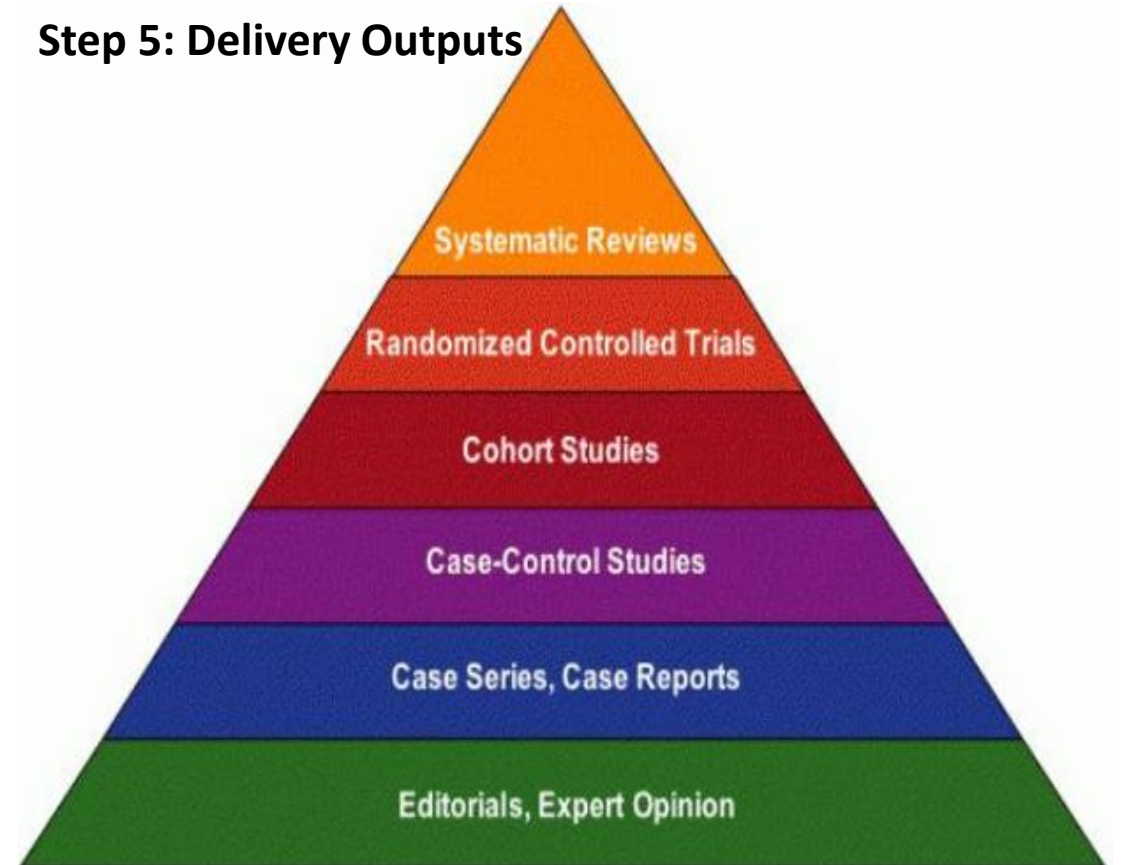 Step 5: Delivery Outputs
Systematic Reviews
Randomized Controlled Trials
Cohort Studies
Case-Control Studies
Case Series, Case Reports
Editorials, Expert Opinion